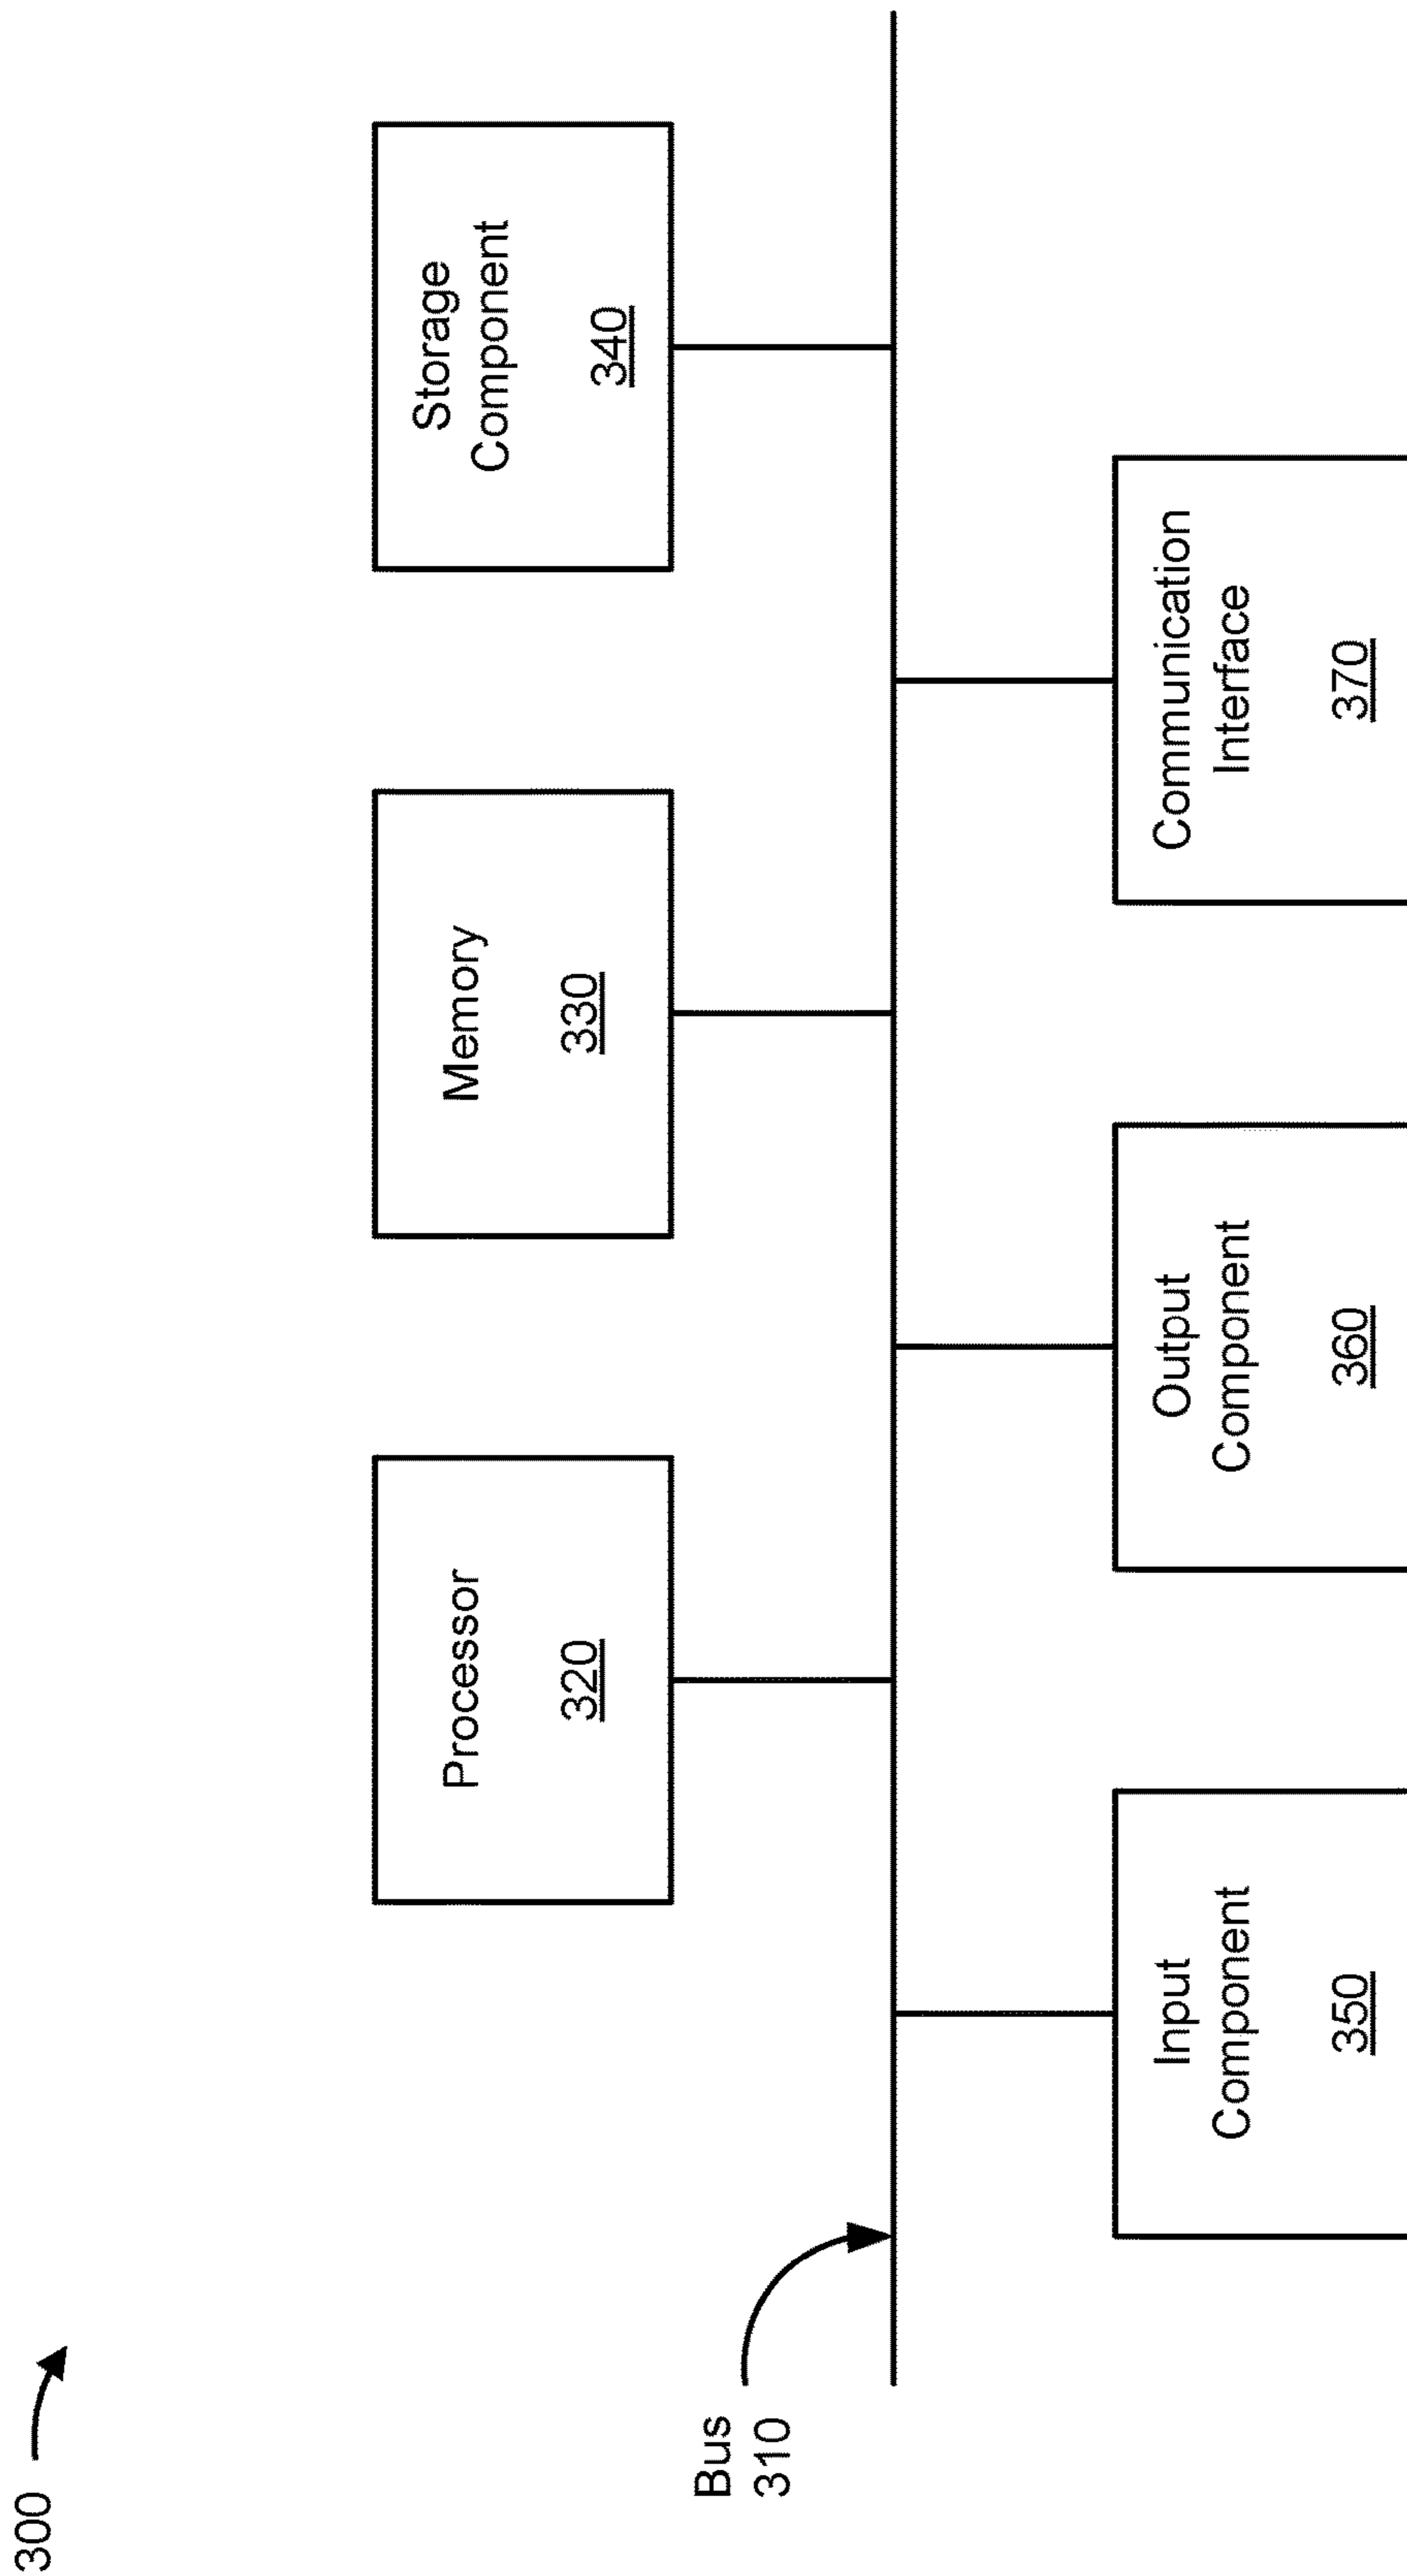 300
Processor
320
Memory
330
Storage
Component
340
Bus
310
Input
Component
350
Output
Component
360
Communication
Interface
370